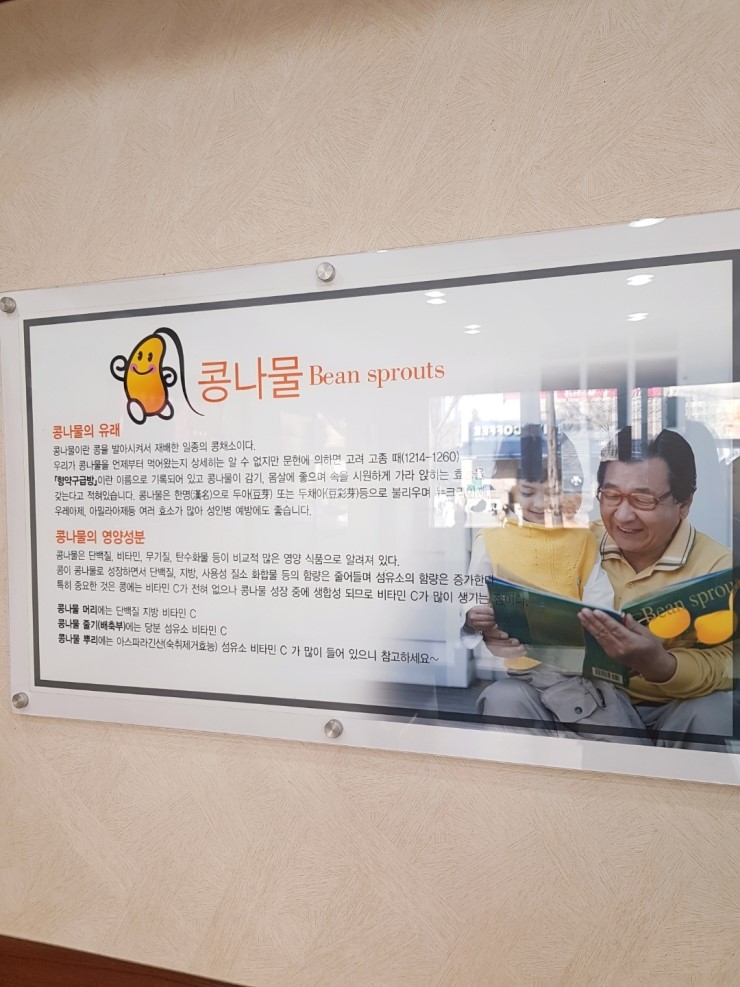 콩나물 Bean sprouts
콩나물의 유래
콩나물이란 콩을 발아시켜서 재배한 일종의 콩채소이다.
우리가 콩나물을 언제부터 먹어왔는지 상세히는 알 수 없지만 문헌에 의하면 고려 고종 때(1214~1260)
「향약구급방」이란 이름으로 기록되어 있고 콩나물이 감기, 몸살에 좋으며 속을 시원하게 가라 앉히는 효
갖는다고 적혀있습니다. 콩나물은 한명(漢名)으로 두아(豆芽) 또는 두채아(豆彩芽)등으로 불리우며
우레아제, 아밀라아제등 여러 효소가 많아 성인병 예방에도 좋습니다.
콩나물의 영양성분
콩나물은 단백질, 비타민, 무기질, 탄수화물 등이 비교적 많은 영양 식품으로 알려져 있다.
콩이 콩나물로 성장하면서 단백질, 지방, 사용성 질소 화합물 등의 함량은 줄어들며 섬유소의 함량은 증가한다
특히 중요한 것은 콩에는 비타민 C가 전혀 없으나 콩나물 성장 중에 생합성 되므로 비타민 C가 많이 생기는
콩나물 머리에는 단백질 지방 비타민 C
콩나물 줄기(배축부)에는 당분 섬유소 비타민 C
콩나물 뿌리에는 아스파라긴산(숙취제거효능) 섬유소 비타민 C 가 많이 들어 있으니 참고하세요~
Bean sprou
COFFEE